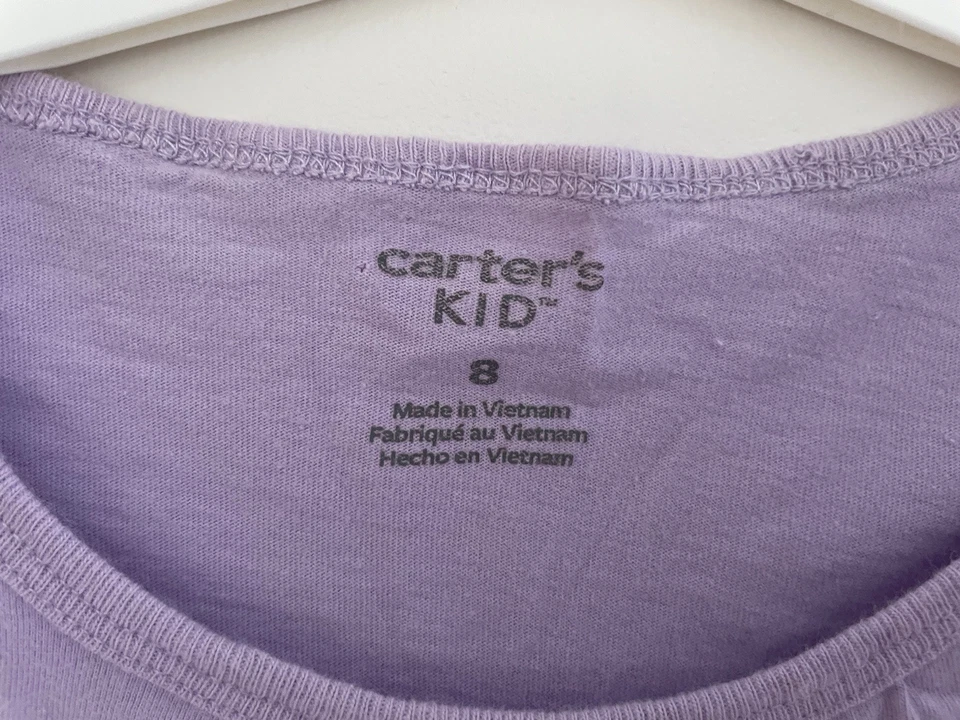 carter's
KID™
8
Made in Vietnam
Fabriqué au Vietnam
Hecho en Vietnam